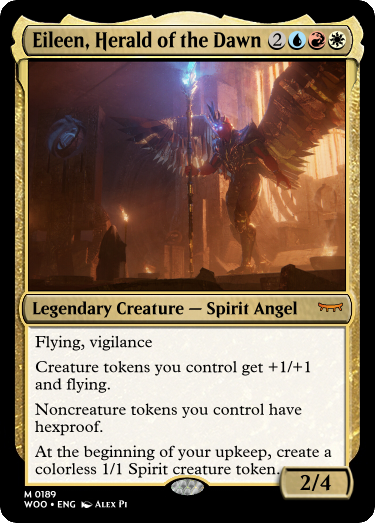 Eileen, Herald of the Dawn 2
Legendary Creature — Spirit Angel
Flying, vigilance
Creature tokens you control get +1/+1
and flying.
Noncreature tokens you control have
hexproof.
At the beginning of your upkeep, create a
colorless 1/1 Spirit creature token.
2/4
M 0189
WOO • ENG Alex Pi